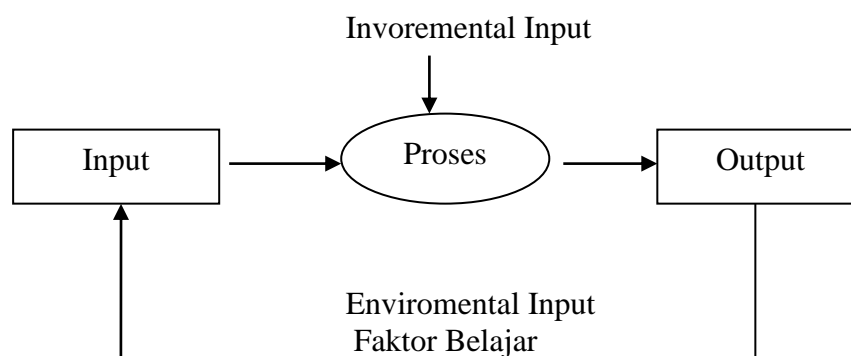 Invoremental Input
Input
Proses
Output
Enviromental Input
Faktor Belajar